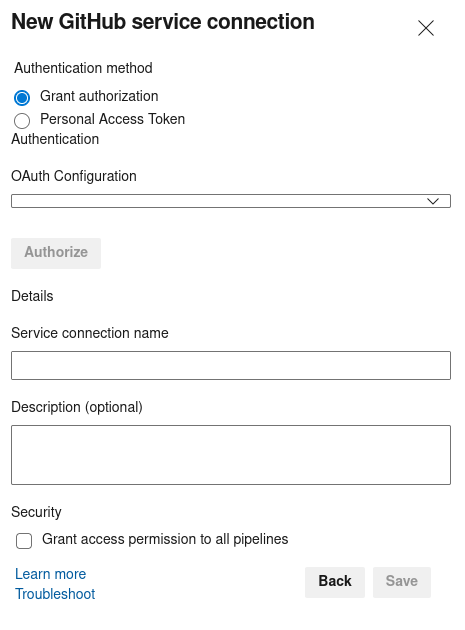 New GitHub service connection
Authentication method
Grant authorization
Personal Access Token
Authentication
OAuth Configuration
Authorize
Details
Service connection name
Description (optional)
Security
Grant access permission to all pipelines
Learn more
Troubleshoot
Back
Save